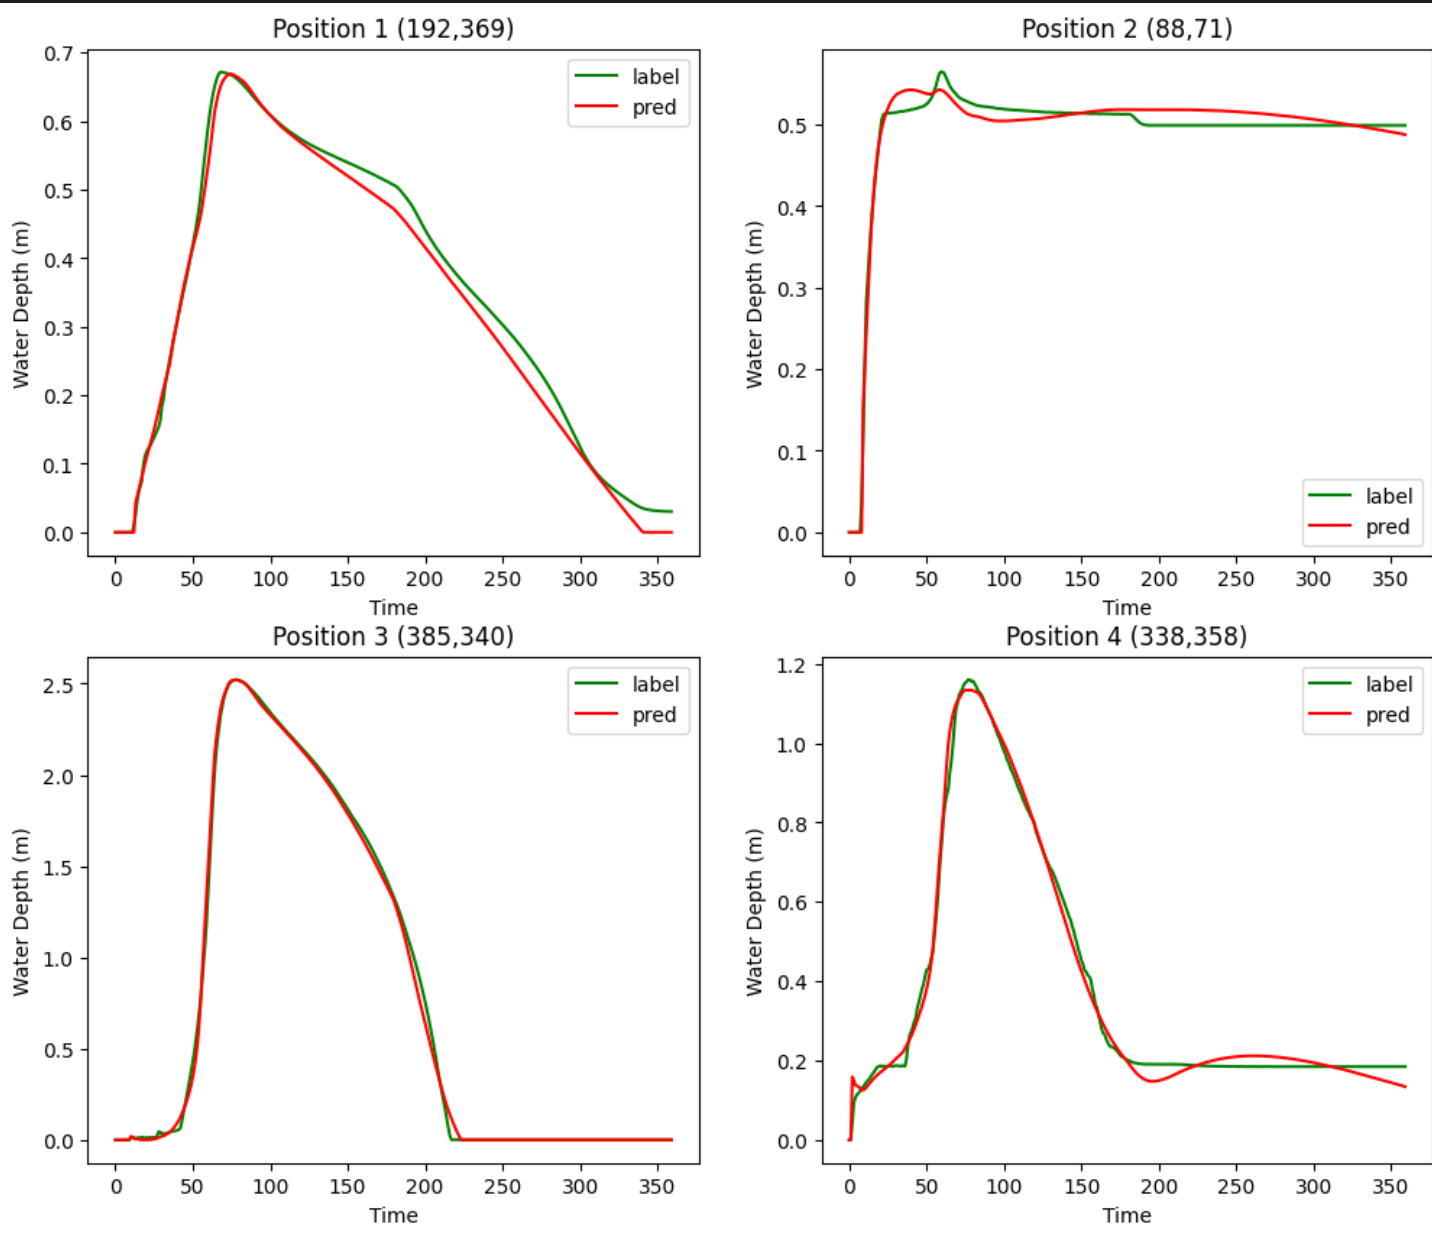 Position 1 (192,369)
Water Depth (m)
0.7
0.6
0.5
0.4
0.3
0.2
0.1
0.0
label
pred
0 50 100 150 200 250 300 350
Time
Position 2 (88,71)
Water Depth (m)
0.5
0.4
0.3
0.2
0.1
0.0
label
pred
0 50 100 150 200 250 300 350
Time
Position 3 (385,340)
Water Depth (m)
2.5
2.0
1.5
1.0
0.5
0.0
label
pred
0 50 100 150 200 250 300 350
Time
Position 4 (338,358)
Water Depth (m)
1.2
1.0
0.8
0.6
0.4
0.2
0.0
label
pred
0 50 100 150 200 250 300 350
Time